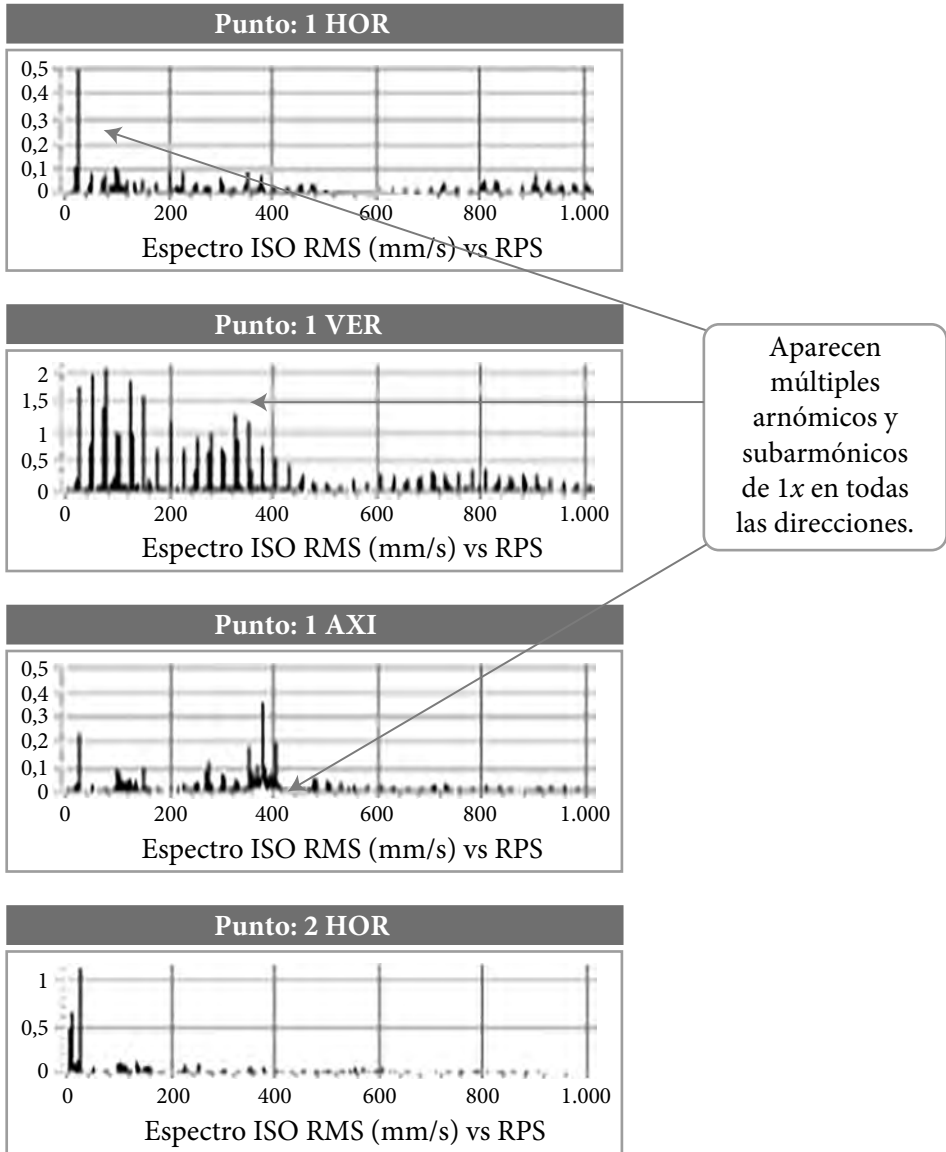 Punto: 1 HOR
0,5
0,4
0,3
0,2
0,1
0
0 200 400 600 800 1.000
Espectro ISO RMS (mm/s) vs RPS
Punto: 1 VER
2
1,5
1
0,5
0
0 200 400 600 800 1.000
Espectro ISO RMS (mm/s) vs RPS
Aparecen
múltiples
arnómicos y
subarmónicos
de 1x en todas
las direcciones.
Punto: 1 AXI
0,5
0,4
0,3
0,2
0,1
0
0 200 400 600 800 1.000
Espectro ISO RMS (mm/s) vs RPS
Punto: 2 HOR
1
0,5
0
0 200 400 600 800 1.000
Espectro ISO RMS (mm/s) vs RPS